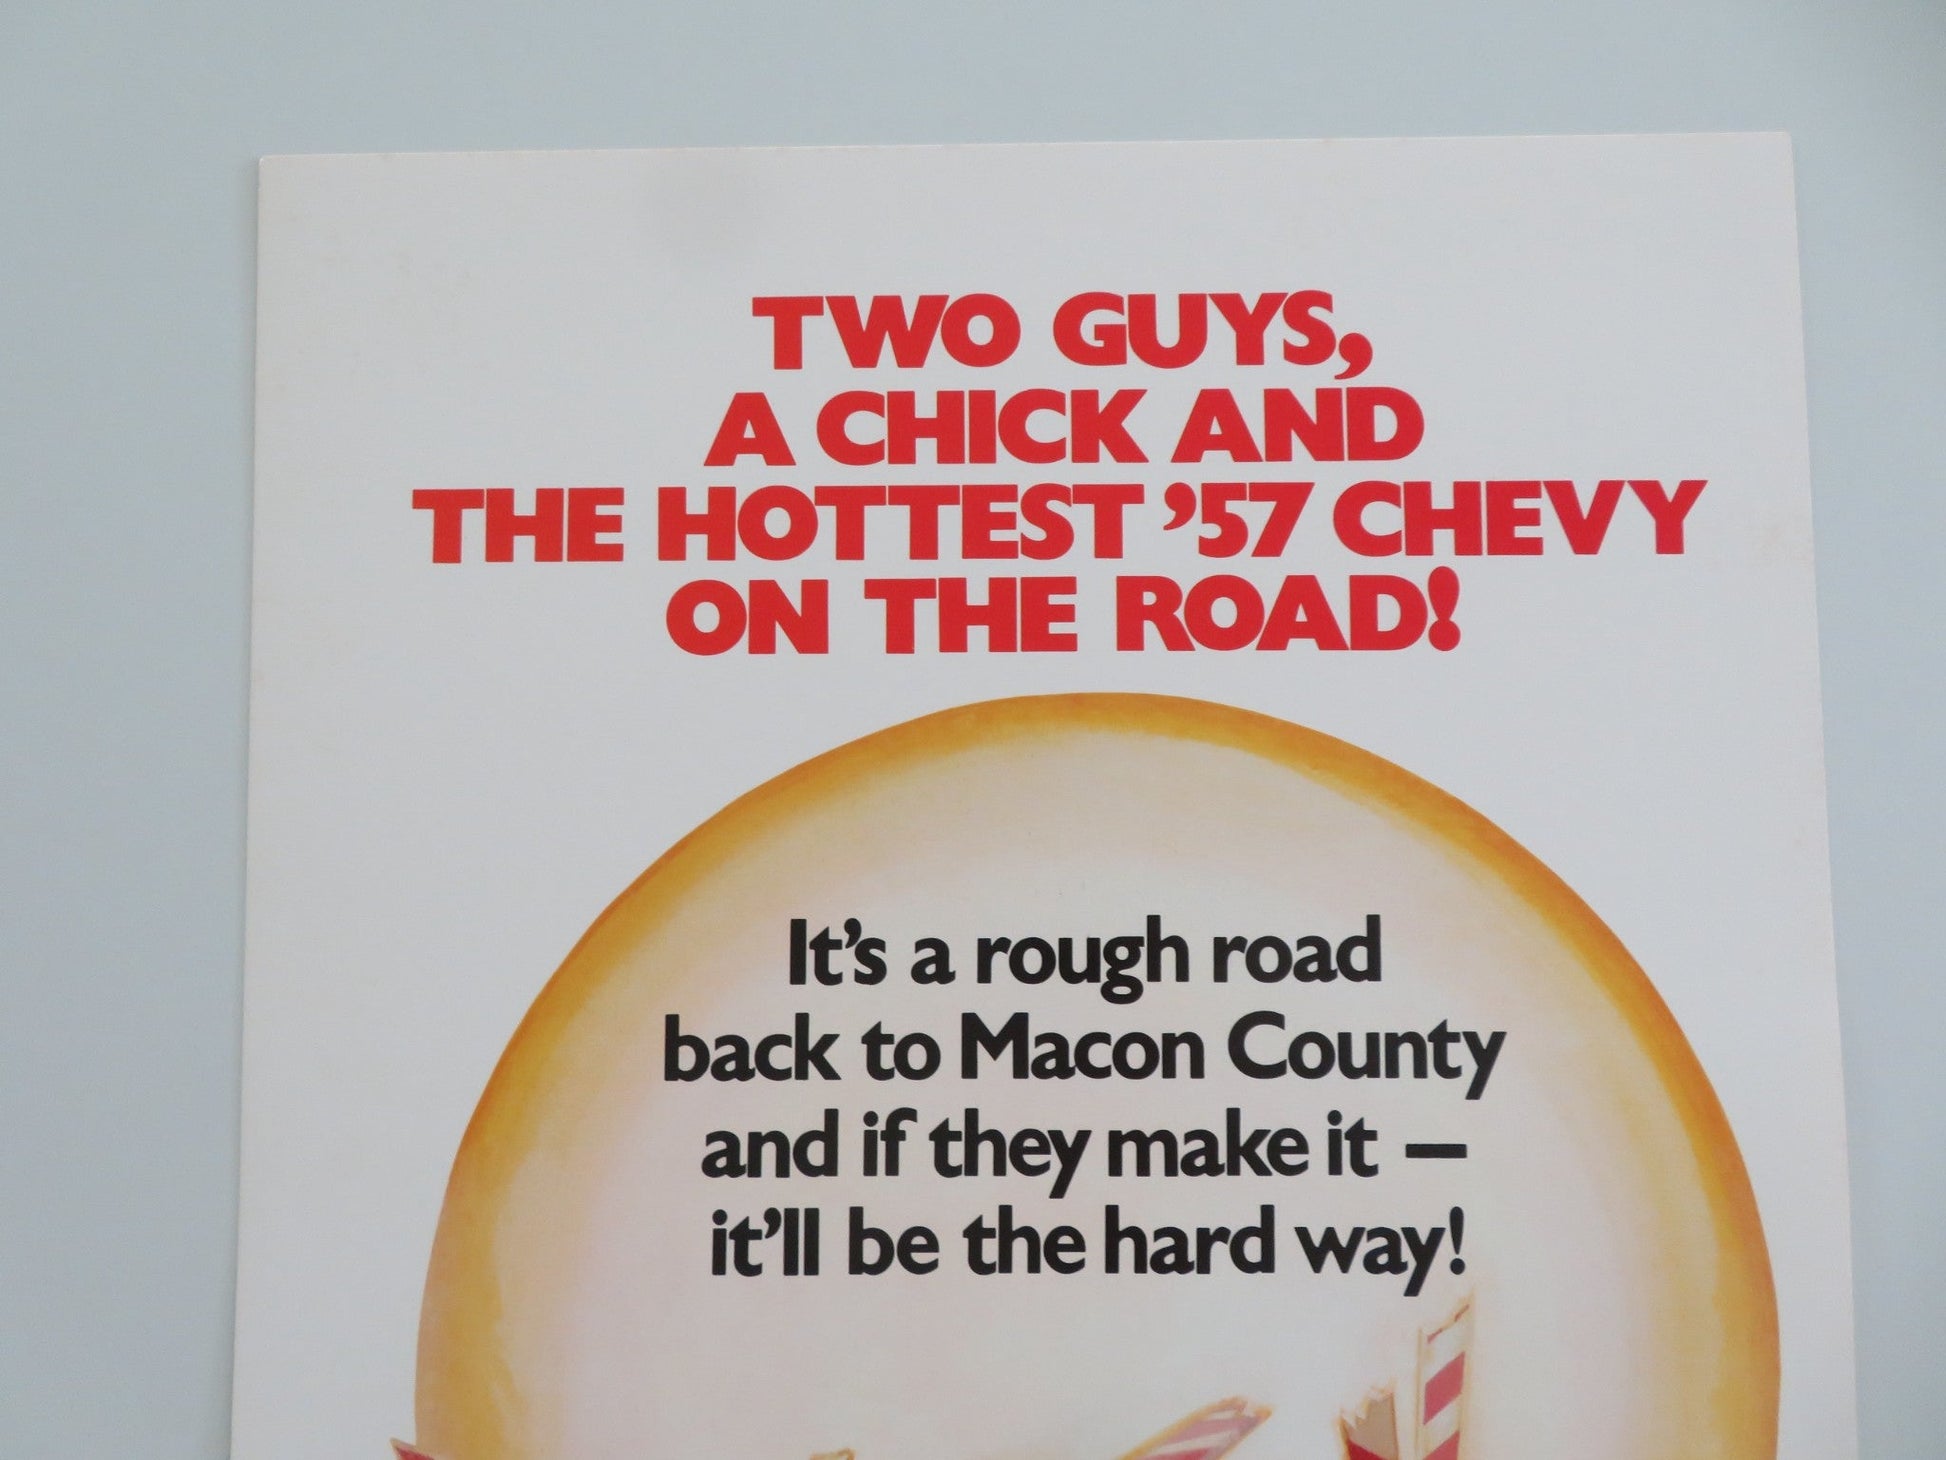 TWO GUYS,
A CHICK AND
THE HOTTEST ’57 CHEVY
ON THE ROAD!
It’s a rough road
back to Macon County
and if they make it –
it’ll be the hard way!